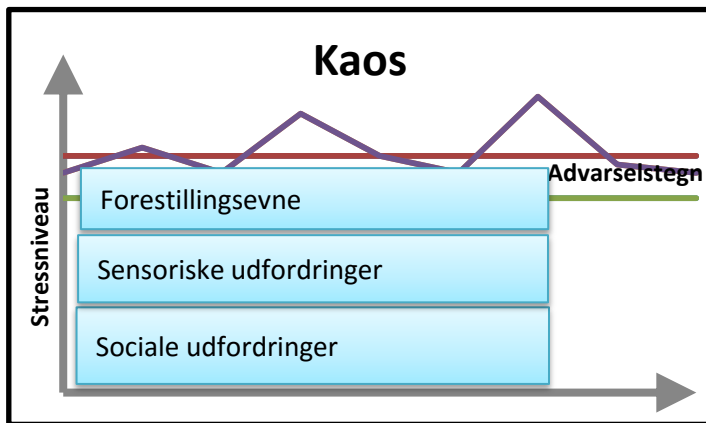 Kaos
Advarselstegn
Forestillingsevne
Sensoriske udfordringer
Sociale udfordringer
Stressniveau